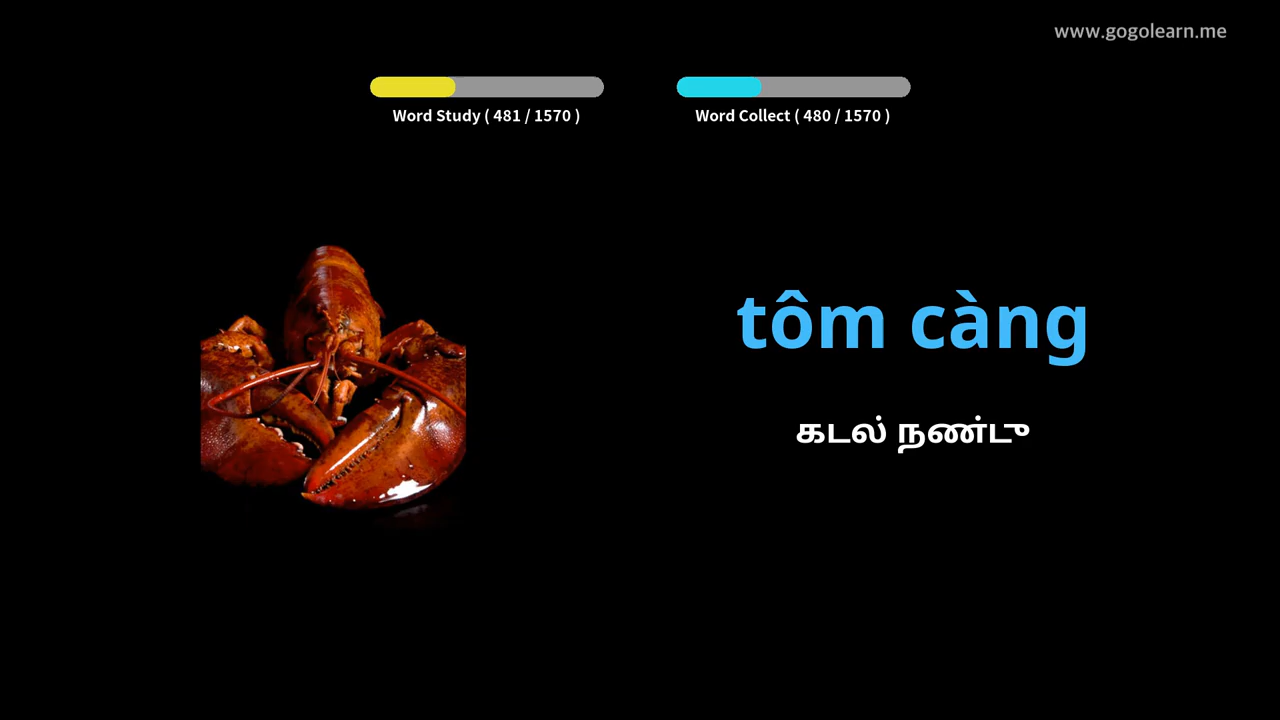 www.gogolearn.me
Word Study ( 481 / 1570 )
Word Collect ( 480 / 1570 )
tôm càng
கடல் நண்டு